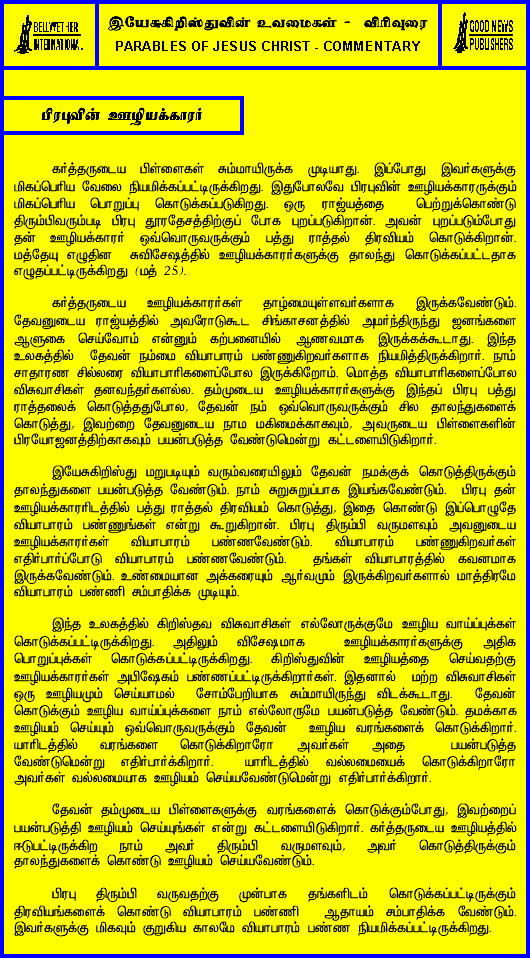 BELLWETHER
INTERNATIONAL
இயேசுகிறிஸ்துவின் உவமைகள் - விரிவுரை
PARABLES OF JESUS CHRIST - COMMENTARY
GOOD NEWS
PUBLISHERS
பிரபுவின் ஊழியக்காரர்
கர்த்தருடைய பிள்ளைகள் சும்மாயிருக்க முடியாது. இப்போது இவர்களுக்கு
மிகப்பெரிய வேலை நியமிக்கப்பட்டிருக்கிறது. இதுபோலவே பிரபுவின் ஊழியக்காரருக்கும்
மிகப்பெரிய பொறுப்பு கொடுக்கப்படுகிறது. ஒரு ராஜ்யத்தை பெற்றுக்கொண்டு
திரும்பிவரும்படி பிரபு தூரதேசத்திற்குப் போக புறப்படுகிறான். அவன் புறப்படும்போது
தன் ஊழியக்காரர் ஒவ்வொருவருக்கும் பத்து ராத்தல் திரவியம் கொடுக்கிறான்.
மத்தேயு எழுதின சுவிசேஷத்தில் ஊழியக்காரர்களுக்கு தாலந்து கொடுக்கப்பட்டதாக
எழுதப்பட்டிருக்கிறது (மத் 25).
கர்த்தருடைய ஊழியக்காரர்கள் தாழ்மையுள்ளவர்களாக இருக்கவேண்டும்.
தேவனுடைய ராஜ்யத்தில் அவரோடுகூட சிங்காசனத்தில் அமர்ந்திருந்து ஜனங்களை
ஆளுகை செய்வோம் என்னும் கற்பனையில் ஆணவமாக இருக்கக்கூடாது. இந்த
உலகத்தில் தேவன் நம்மை வியாபாரம் பண்ணுகிறவர்களாக நியமித்திருக்கிறார். நாம்
சாதாரண சில்லரை வியாபாரிகளைப்போல இருக்கிறோம். மொத்த வியாபாரிகளைப்போல
விசுவாசிகள் தனவந்தர்களல்ல. தம்முடைய ஊழியக்காரர்களுக்கு இந்தப் பிரபு பத்து
ராத்தலைக் கொடுத்ததுபோல, தேவன் நம் ஒவ்வொருவருக்கும் சில தாலந்துகளைக்
கொடுத்து, இவற்றை தேவனுடைய நாம மகிமைக்காகவும், அவருடைய பிள்ளைகளின்
பிரயோஜனத்திற்காகவும் பயன்படுத்த வேண்டுமென்று கட்டளையிடுகிறார்.
இயேசுகிறிஸ்து மறுபடியும் வரும்வரையிலும் தேவன் நமக்குக் கொடுத்திருக்கும்
தாலந்துகளை பயன்படுத்த வேண்டும். நாம் சுறுசுறுப்பாக இயங்கவேண்டும். பிரபு தன்
ஊழியக்காரரிடத்தில் பத்து ராத்தல் திரவியம் கொடுத்து, இதை கொண்டு இப்பொழுதே
வியாபாரம் பண்ணுங்கள் என்று கூறுகிறான். பிரபு திரும்பி வருமளவும் அவனுடைய
ஊழியக்காரர்கள் வியாபாரம் பண்ணவேண்டும். வியாபாரம் பண்ணுகிறவர்கள்
எதிர்பார்ப்போடு வியாபாரம் பண்ணவேண்டும். தங்கள் வியாபாரத்தில் கவனமாக
இருக்கவேண்டும். உண்மையான அக்கரையும் ஆர்வமும் இருக்கிறவர்களால் மாத்திரமே
வியாபாரம் பண்ணி சம்பாதிக்க முடியும்.
இந்த உலகத்தில் கிறிஸ்தவ விசுவாசிகள் எல்லோருக்குமே ஊழிய வாய்ப்புக்கள்
கொடுக்கப்பட்டிருக்கிறது. அதிலும் விசேஷமாக ஊழியக்காரர்களுக்கு அதிக
பொறுப்புக்கள் கொடுக்கப்பட்டிருக்கிறது. கிறிஸ்துவின் ஊழியத்தை செய்வதற்கு
ஊழியக்காரர்கள் அபிஷேகம் பண்ணப்பட்டிருக்கிறார்கள். இதனால் மற்ற விசுவாசிகள்
ஒரு ஊழியமும் செய்யாமல் சோம்பேறியாக சும்மாயிருந்து விடக்கூடாது. தேவன்
கொடுக்கும் ஊழிய வாய்ப்புக்களை நாம் எல்லோருமே பயன்படுத்த வேண்டும். தமக்காக
ஊழியம் செய்யும் ஒவ்வொருவருக்கும் தேவன் ஊழிய வரங்களைக் கொடுக்கிறார்.
யாரிடத்தில் வரங்களை கொடுக்கிறாரோ அவர்கள் அதை பயன்படுத்த
வேண்டுமென்று எதிர்பார்க்கிறார். யாரிடத்தில் வல்லமையைக் கொடுக்கிறாரோ
அவர்கள் வல்லமையாக ஊழியம் செய்யவேண்டுமென்று எதிர்பார்க்கிறார்.
தேவன் தம்முடைய பிள்ளைகளுக்கு வரங்களைக் கொடுக்கும்போது, இவற்றைப்
பயன்படுத்தி ஊழியம் செய்யுங்கள் என்று கட்டளையிடுகிறார். கர்த்தருடைய ஊழியத்தில்
ஈடுபட்டிருக்கிற நாம் அவர் திரும்பி வருமளவும், அவர் கொடுத்திருக்கும்
தாலந்துகளைக் கொண்டு ஊழியம் செய்யவேண்டும்.
பிரபு திரும்பி வருவதற்கு முன்பாக தங்களிடம் கொடுக்கப்பட்டிருக்கும்
திரவியங்களைக் கொண்டு வியாபாரம் பண்ணி ஆதாயம் சம்பாதிக்க வேண்டும்.
இவர்களுக்கு மிகவும் குறுகிய காலமே வியாபாரம் பண்ண நியமிக்கப்பட்டிருக்கிறது.